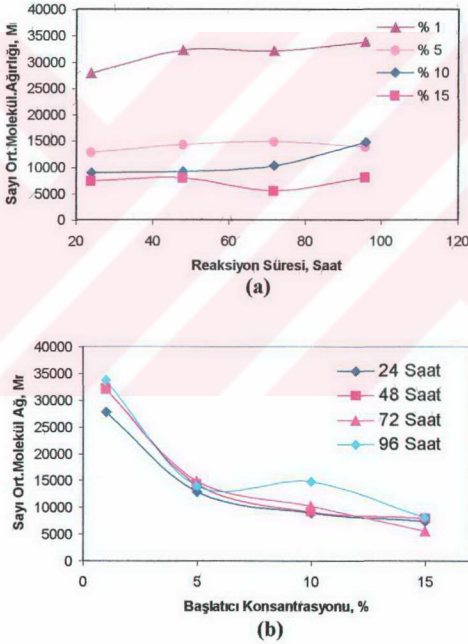 40000
35000
30000
25000
20000
15000
10000
5000
0
Sayı Ort.Molekül.Ağırlığı, M
% 1
% 5
% 10
% 15
20 40 60 80 100 120
Reaksiyon Süresi, Saat
(a)
40000
35000
30000
25000
20000
15000
10000
5000
0
Sayı Ort.Molekül Ağ, Mr
24 Saat
48 Saat
72 Saat
96 Saat
0 5 10 15
Başlatıcı Konsantrasyonu, %
(b)